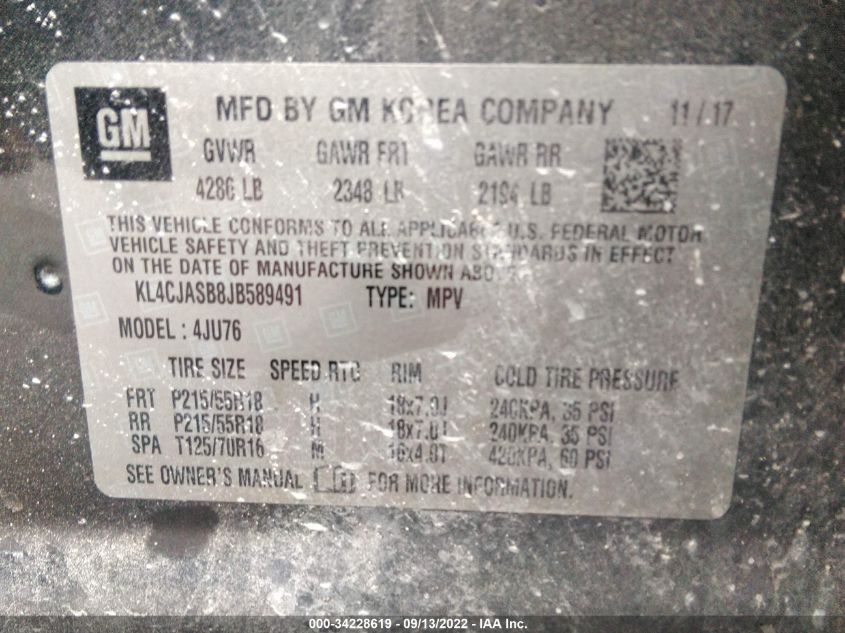 GM
MFD BY GM KOREA COMPANY 11/17
GVWR GAWR FRT GAWR RR
4286 LB 2348 LB 2194 LB
THIS VEHICLE CONFORMS TO ALL APPLICABLE U.S. FEDERAL MOTOR
VEHICLE SAFETY AND THEFT PREVENTION STANDARDS IN EFFECT
ON THE DATE OF MANUFACTURE SHOWN ABOVE
KL4CJASB8JB589491 TYPE: MPV
MODEL: 4JU76
TIRE SIZE SPEED RTG RIM COLD TIRE PRESSURE
FRT P215/55R18 H 18x7.0J 240KPA, 35 PSI
RR P215/55R18 H 18x7.0J 240KPA, 35 PSI
SPA T125/70R16 M 16x4.0T 420KPA, 60 PSI
SEE OWNER'S MANUAL FOR MORE INFORMATION.
000-34228619 - 09/13/2022 - IAA Inc.